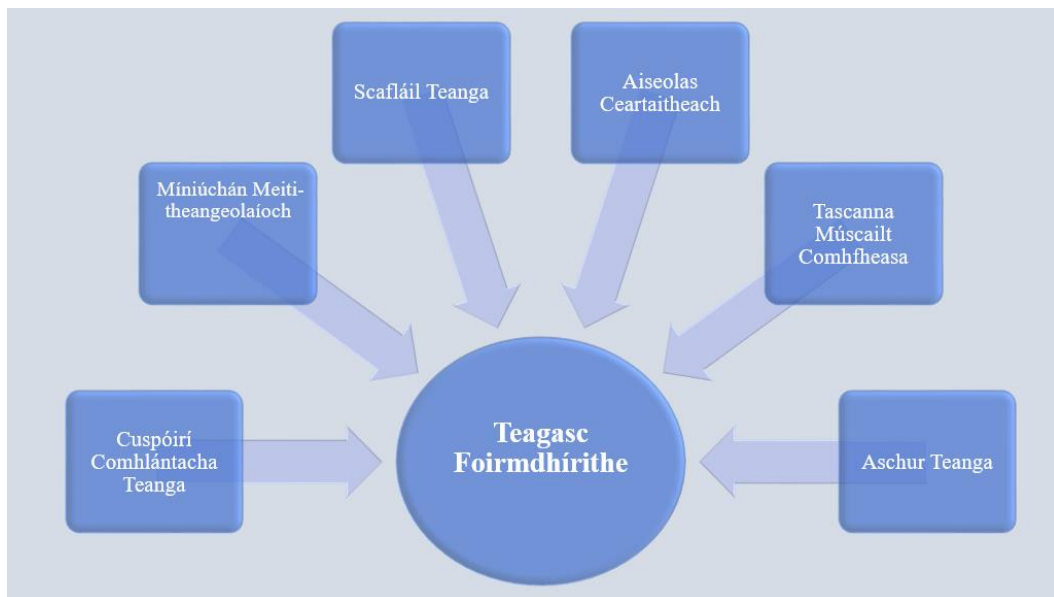 Scafláil Teanga
Aiseolas
Ceartaitheach
Míniúchán Meiti-
theangeolaíoch
Tascanna
Múscailt
Comhfheasa
Cuspóirí
Comhlántacha
Teanga
Teagasc
Foirmdhírithe
Aschur Teanga